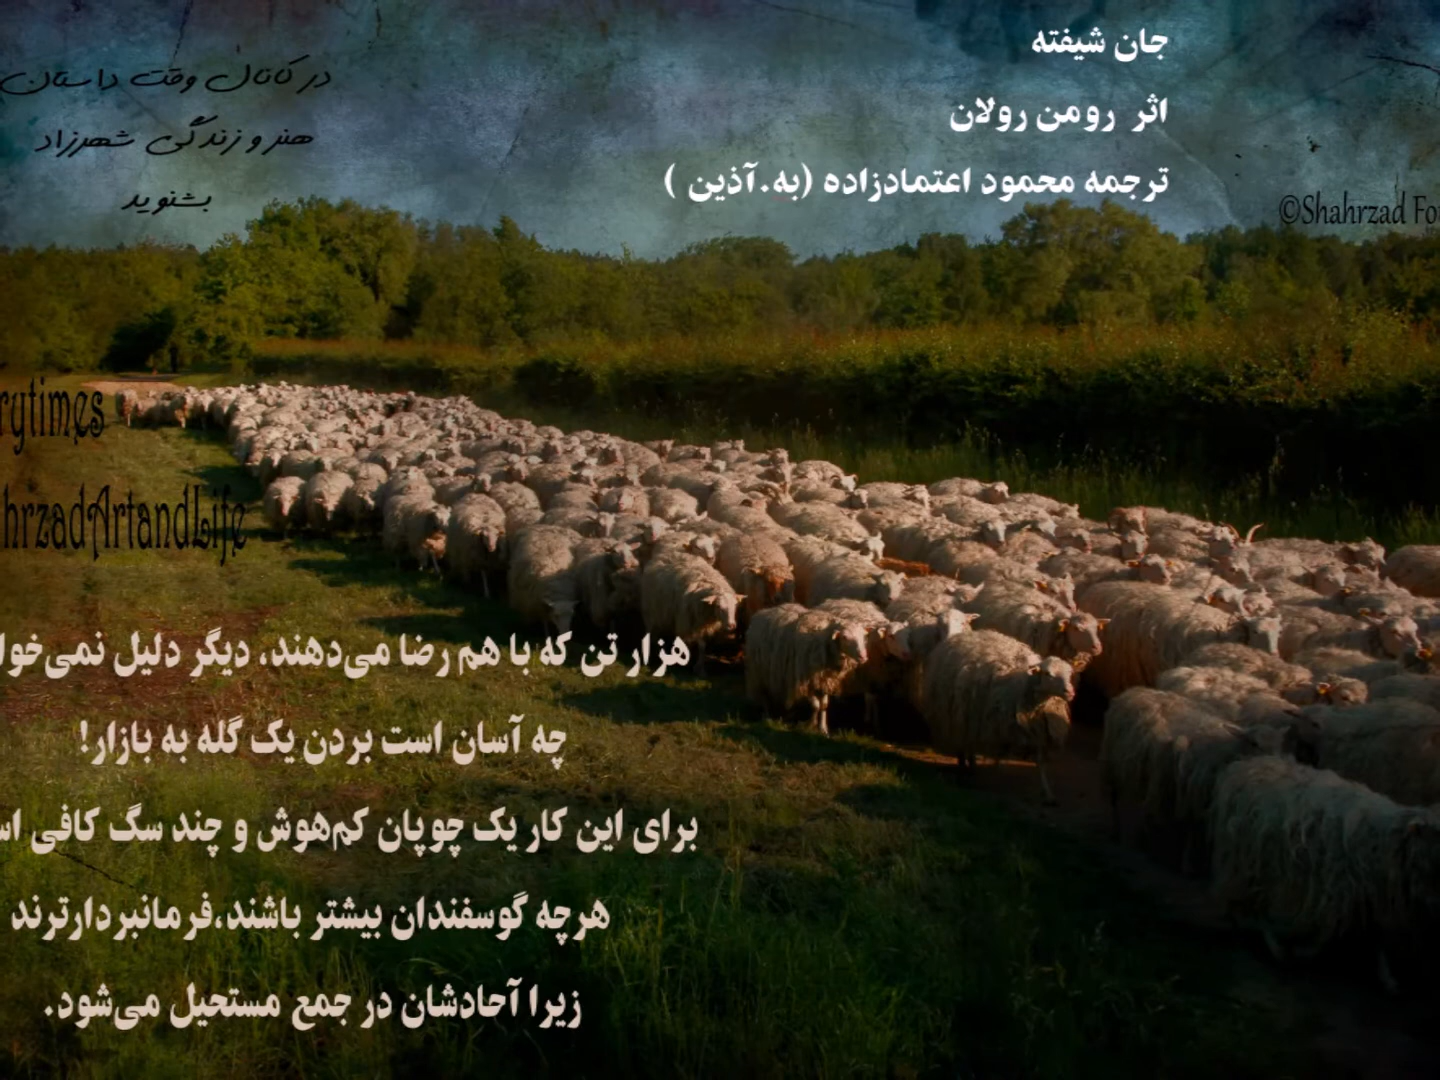 جان شیفته
اثر رومن رولان
ترجمه محمود اعتمادزاده (به.آذین )
در کانال وقت داستان
هنر و زندگی شهرزاد
بشنوید
©Shahrzad
rytimes
hrzadArtandLife
هزار تن که با هم رضا می‌دهند، دیگر دلیل نمی‌خوا
چه آسان است بردن یک گله به بازار!
برای این کار یک چوپان کم‌هوش و چند سگ کافی اس
هرچه گوسفندان بیشتر باشند،فرمانبردارترند
زیرا آحادشان در جمع مستحیل می‌شود.